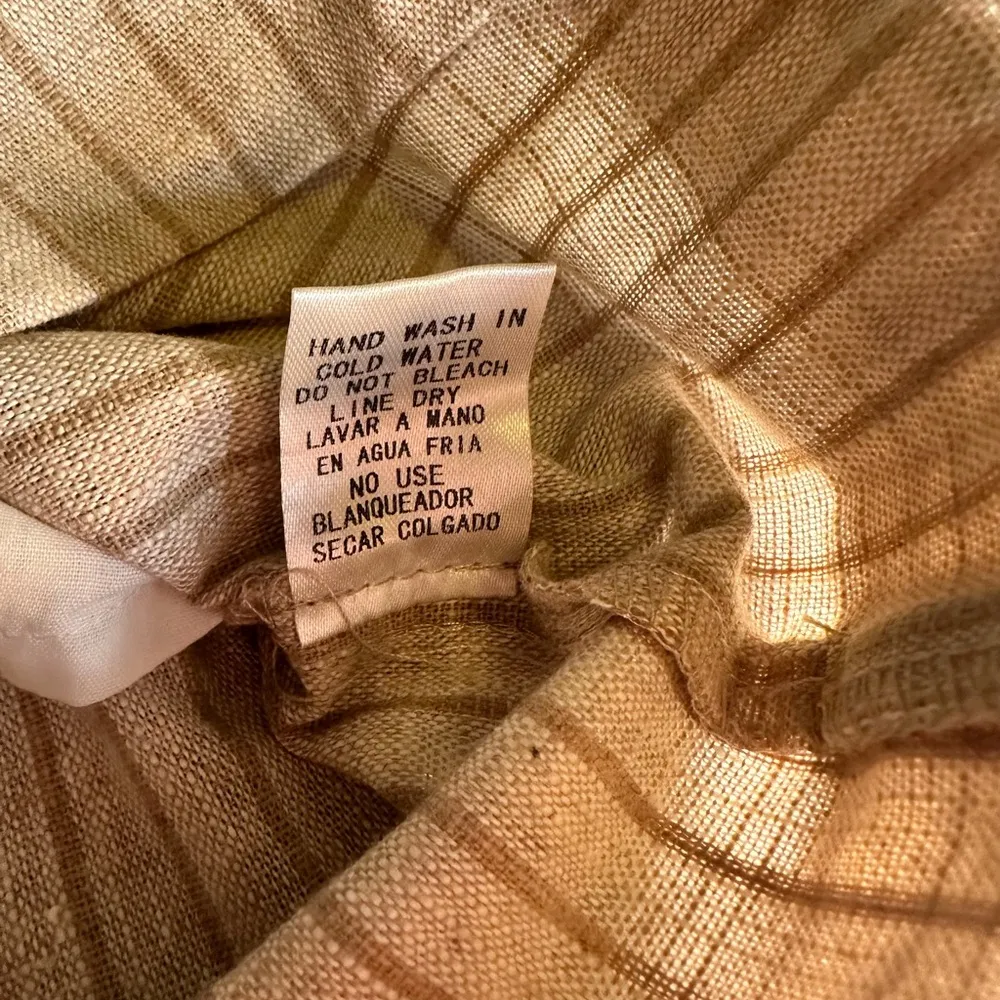 HAND WASH IN
COLD WATER
DO NOT BLEACH
LINE DRY
LAVAR A MANO
EN AGUA FRIA
NO USE
BLANQUEADOR
SECAR COLGADO